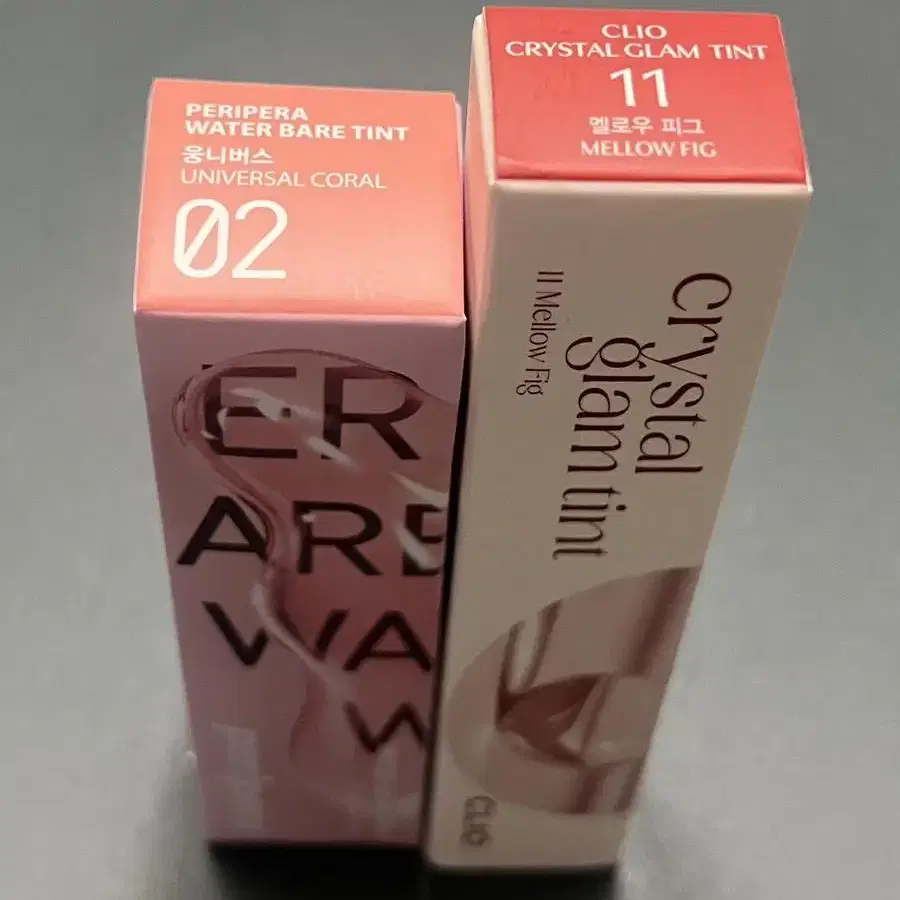 PERIPERA
WATER BARE TINT
웅니버스
UNIVERSAL CORAL
02
ER
ARE
WA
W
CLIO
CRYSTAL GLAM TINT
11
멜로우 피그
MELLOW FIG
crystal
glam tint
11 Mellow Fig
CLIO